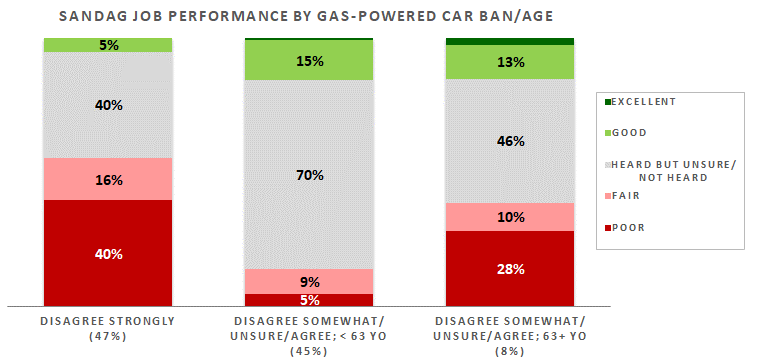 SANDAG JOB PERFORMANCE BY GAS-POWERED CAR BAN/AGE
5%
40%
16%
40%
15%
70%
9%
5%
13%
46%
10%
28%
DISAGREE STRONGLY
(47%)
DISAGREE SOMEWHAT/
UNSURE/AGREE; < 63 YO
(45%)
DISAGREE SOMEWHAT/
UNSURE/AGREE; 63+ YO
(8%)
EXCELLENT
GOOD
HEARD BUT UNSURE/
NOT HEARD
FAIR
POOR